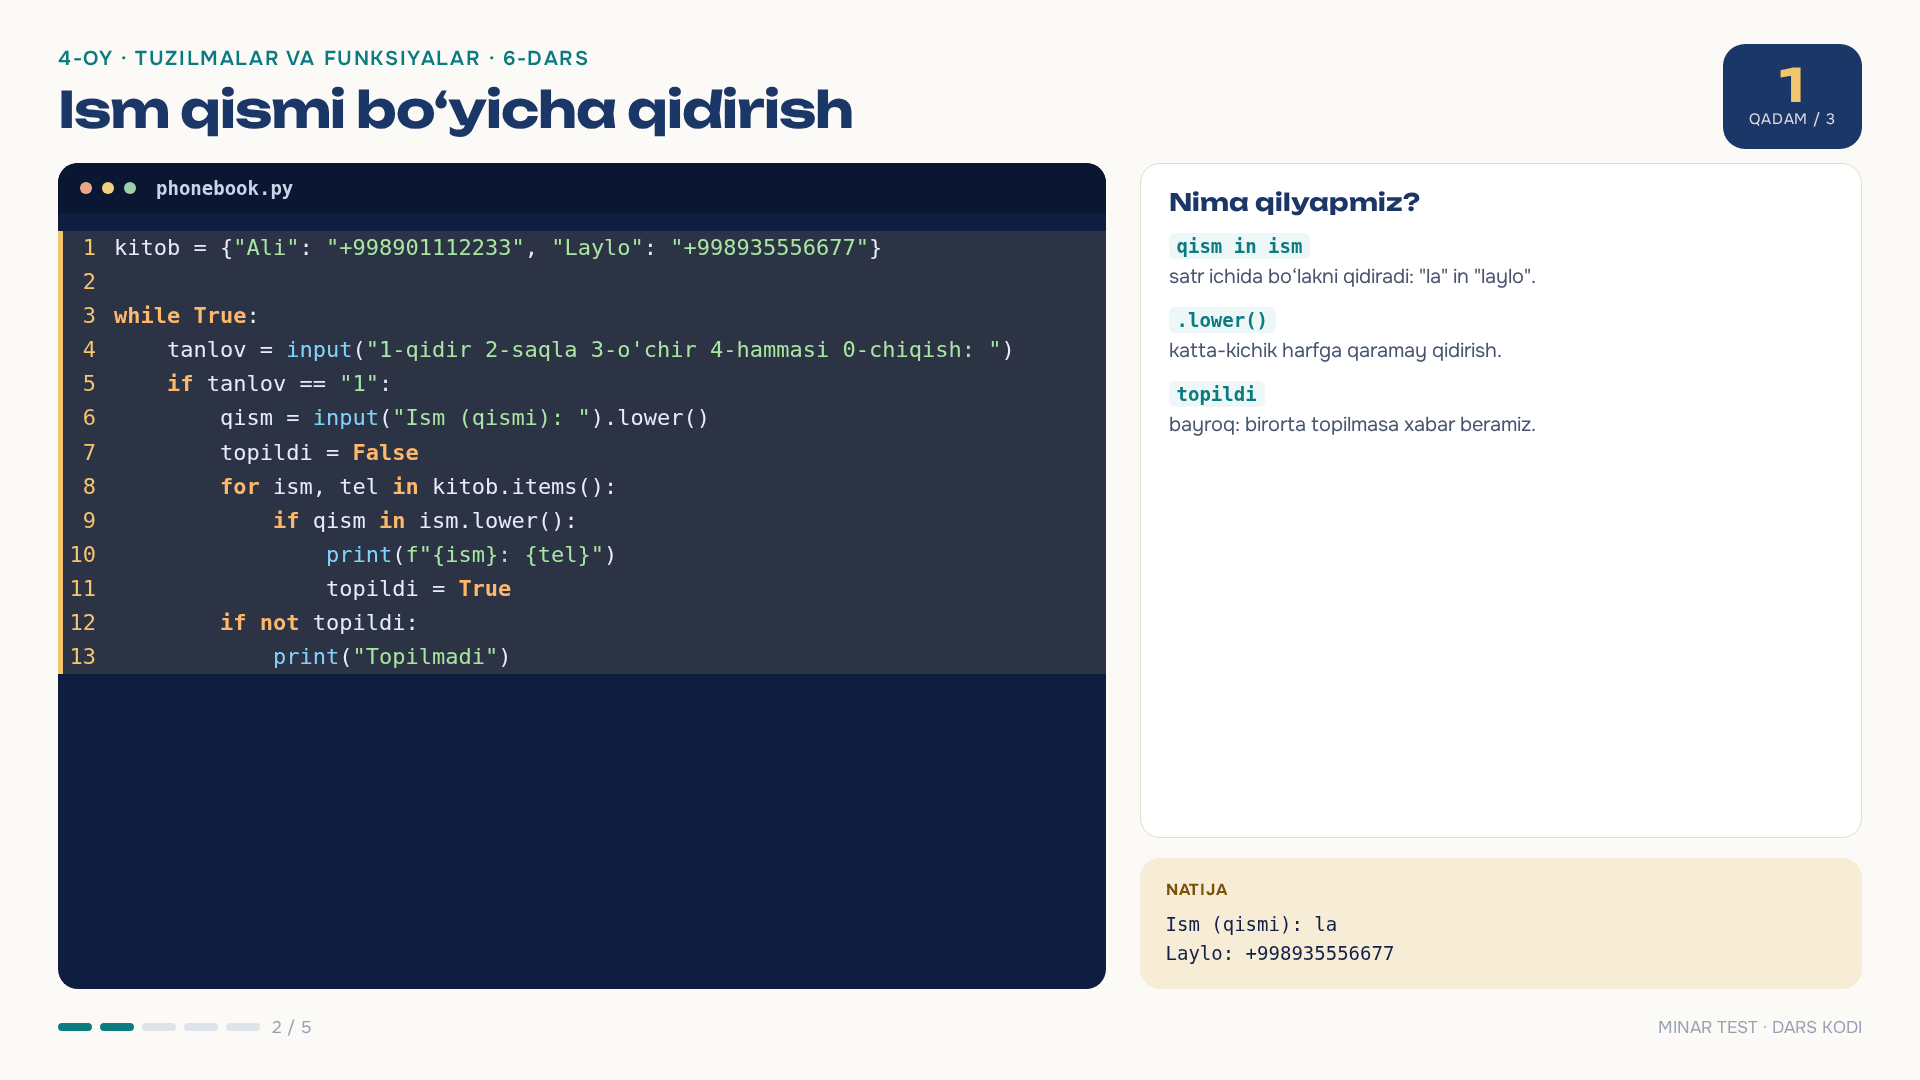 4-OY · TUZILMALAR VA FUNKSIYALAR · 6-DARS
Ism qismi bo‘yicha qidirish
1
QADAM / 3
phonebook.py
1 kitob = {"Ali": "+998901112233", "Laylo": "+998935556677"}
2
3 while True:
4     tanlov = input("1-qidir 2-saqla 3-o'chir 4-hammasi 0-chiqish: ")
5     if tanlov == "1":
6         qism = input("Ism (qismi): ").lower()
7         topildi = False
8         for ism, tel in kitob.items():
9             if qism in ism.lower():
10                 print(f"{ism}: {tel}")
11                 topildi = True
12         if not topildi:
13             print("Topilmadi")
Nima qilyapmiz?
qism in ism
satr ichida bo‘lakni qidiradi: "la" in "laylo".
.lower()
katta-kichik harfga qaramay qidirish.
topildi
bayroq: birorta topilmasa xabar beramiz.
NATIJA
Ism (qismi): la
Laylo: +998935556677
2 / 5
MINAR TEST · DARS KODI